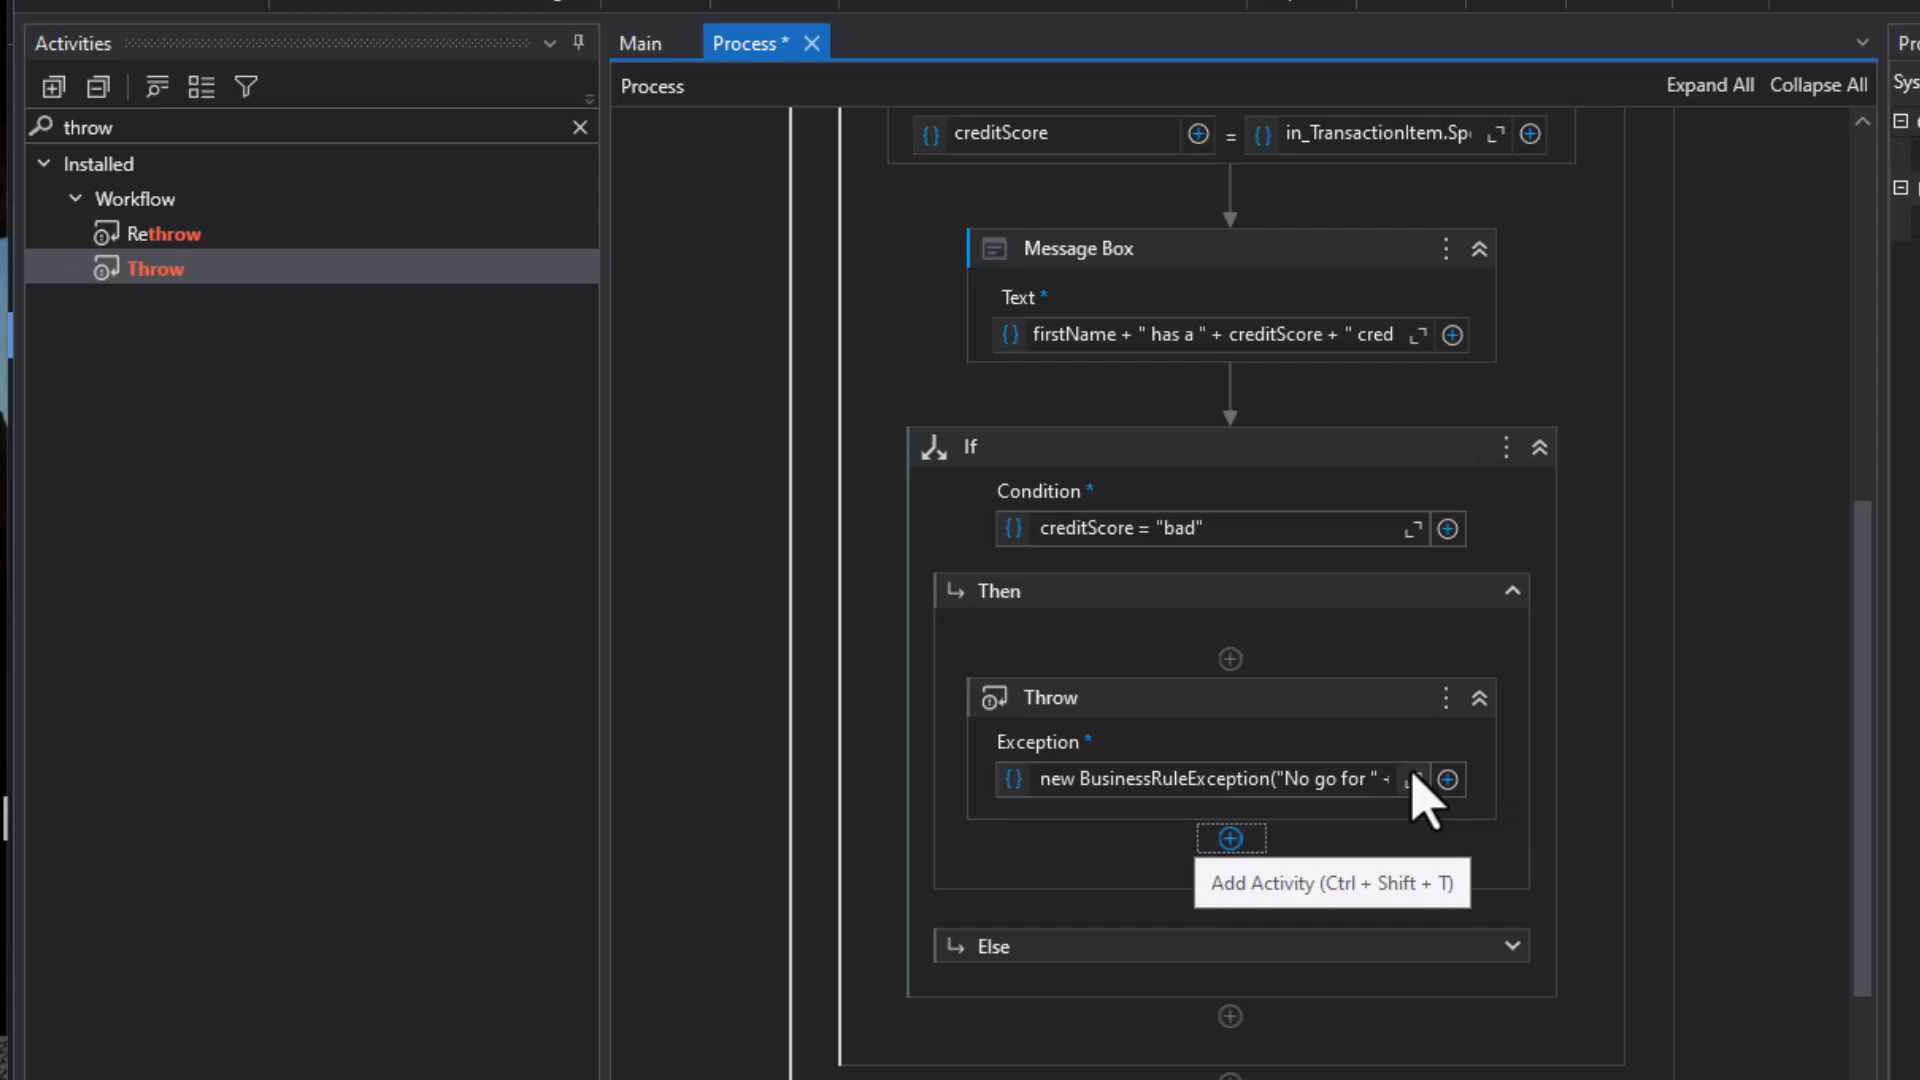 Activities
throw
Installed
Workflow
Rethrow
Throw
Main
Process *
Process
Expand All
Collapse All
creditScore
=
in_TransactionItem.Sp
Message Box
Text *
firstName + " has a " + creditScore + " cred
If
Condition *
creditScore = "bad"
Then
Throw
Exception *
new BusinessRuleException("No go for " +
Add Activity (Ctrl + Shift + T)
Else
Sys